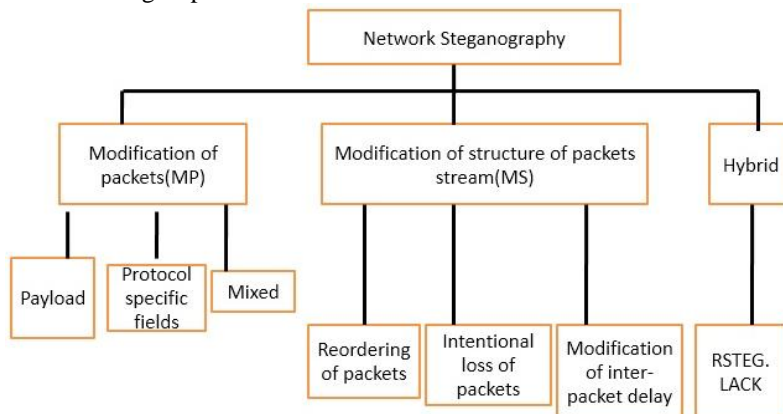 Network Steganography
Modification of
packets(MP)
Modification of structure of packets
stream(MS)
Hybrid
Payload
Protocol
specific
fields
Mixed
Reordering
of packets
Intentional
loss of
packets
Modification
of inter-
packet delay
RSTEG.
LACK